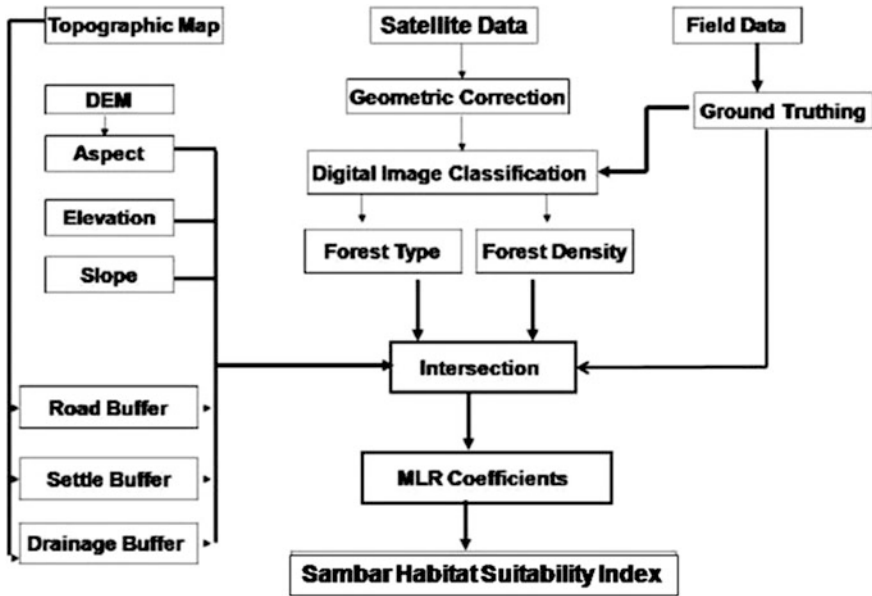 Topographic Map
Satellite Data
Field Data
DEM
Geometric Correction
Ground Truthing
Aspect
Digital Image Classification
Elevation
Forest Type
Forest Density
Slope
Intersection
Road Buffer
Settle Buffer
MLR Coefficients
Drainage Buffer
Sambar Habitat Suitability Index